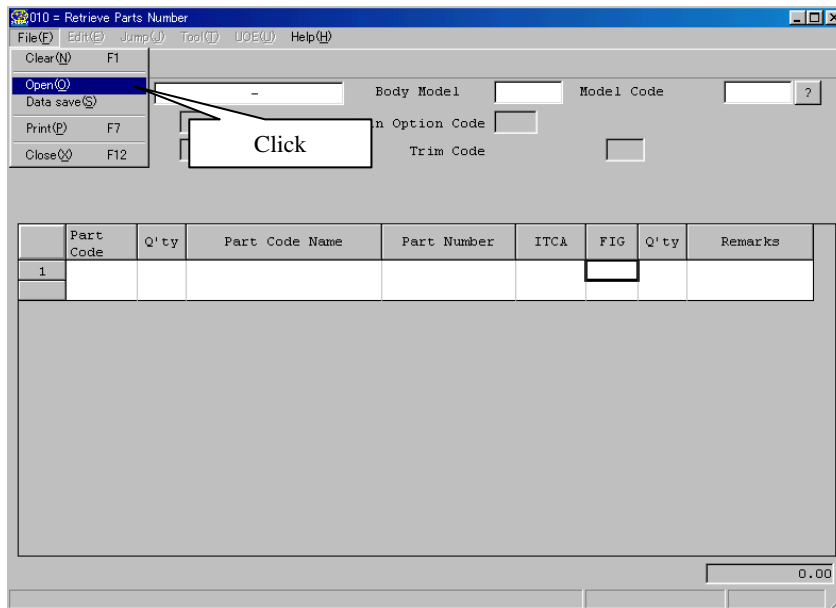 010 = Retrieve Parts Number
File(F) Edit(E) Jump(J) Tool(T) UOE(U) Help(H)
Clear(N) F1
Open(O)
Data save(S)
Print(P) F7
Close(X) F12
– Body Model Model Code ?
n Option Code
Trim Code
Click
Part Code Q'ty Part Code Name Part Number ITCA FIG Q'ty Remarks
1
0.00